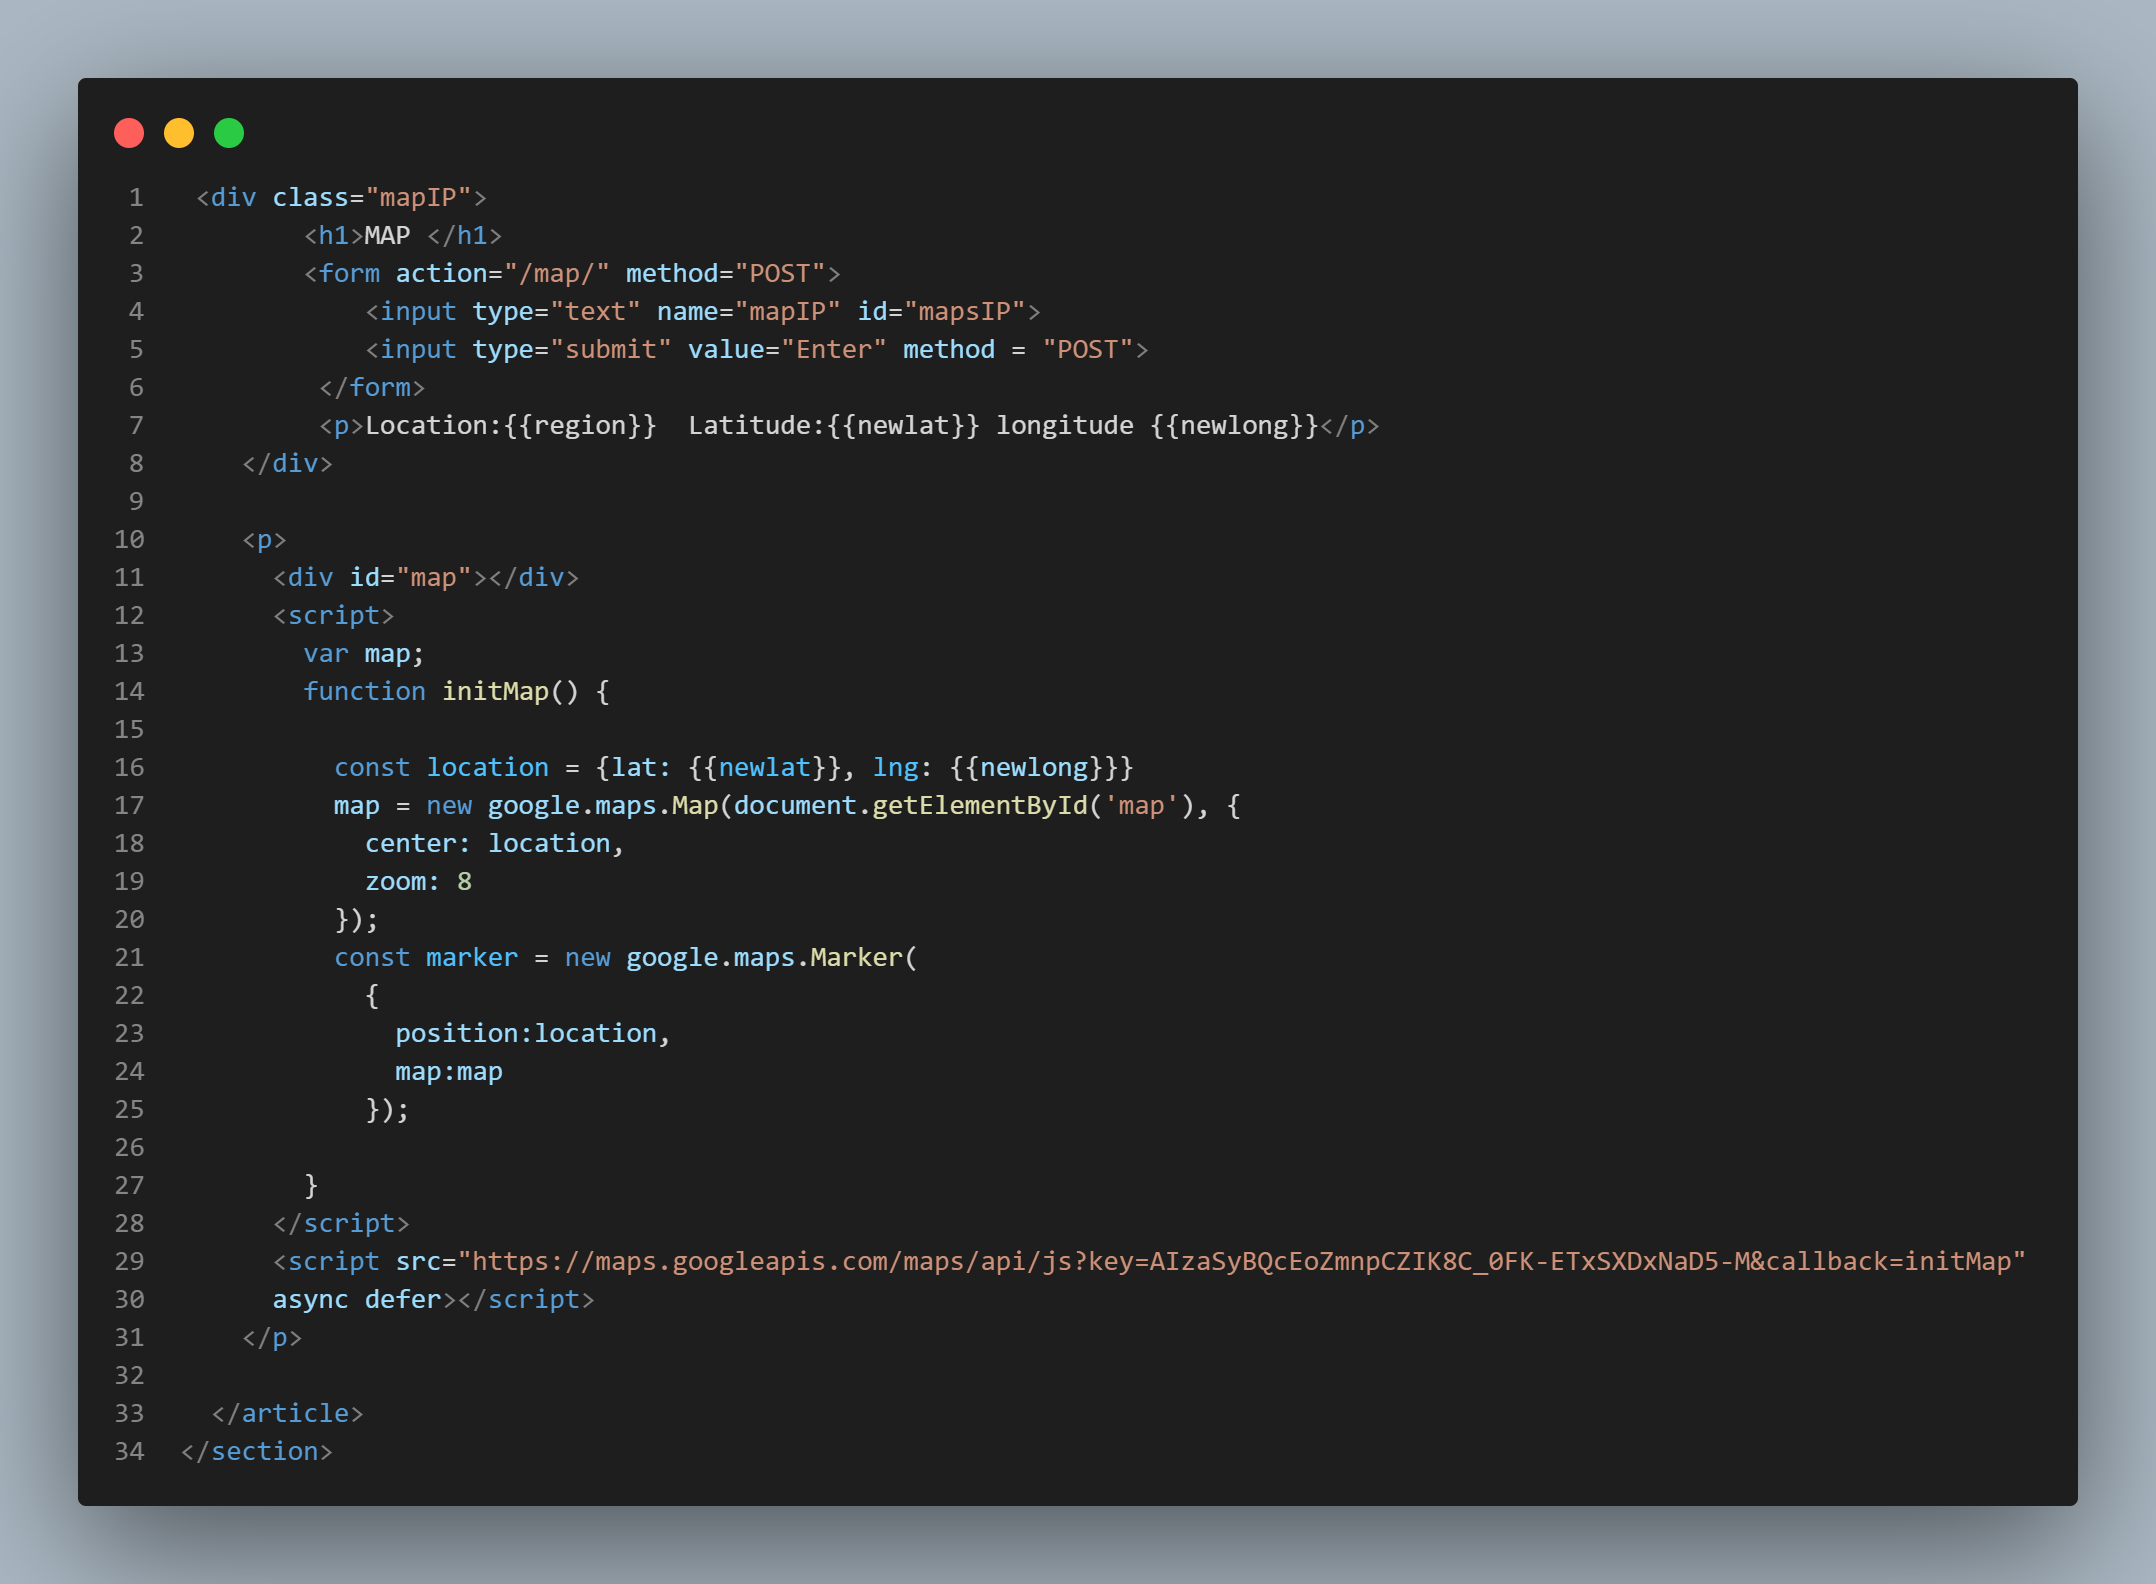 1 <div class="mapIP">
2 <h1>MAP </h1>
3 <form action="/map/" method="POST">
4 <input type="text" name="mapIP" id="mapsIP">
5 <input type="submit" value="Enter" method = "POST">
6 </form>
7 <p>Location:{{region}}  Latitude:{{newlat}} longitude {{newlong}}</p>
8 </div>
9
10 <p>
11 <div id="map"></div>
12 <script>
13 var map;
14 function initMap() {
15
16 const location = {lat: {{newlat}}, lng: {{newlong}}}
17 map = new google.maps.Map(document.getElementById('map'), {
18 center: location,
19 zoom: 8
20 });
21 const marker = new google.maps.Marker(
22 {
23 position:location,
24 map:map
25 });
26
27 }
28 </script>
29 <script src="https://maps.googleapis.com/maps/api/js?key=AIzaSyBQcEoZmnpCZIK8C_0FK-ETxSXDxNaD5-M&callback=initMap"
30 async defer></script>
31 </p>
32
33 </article>
34 </section>